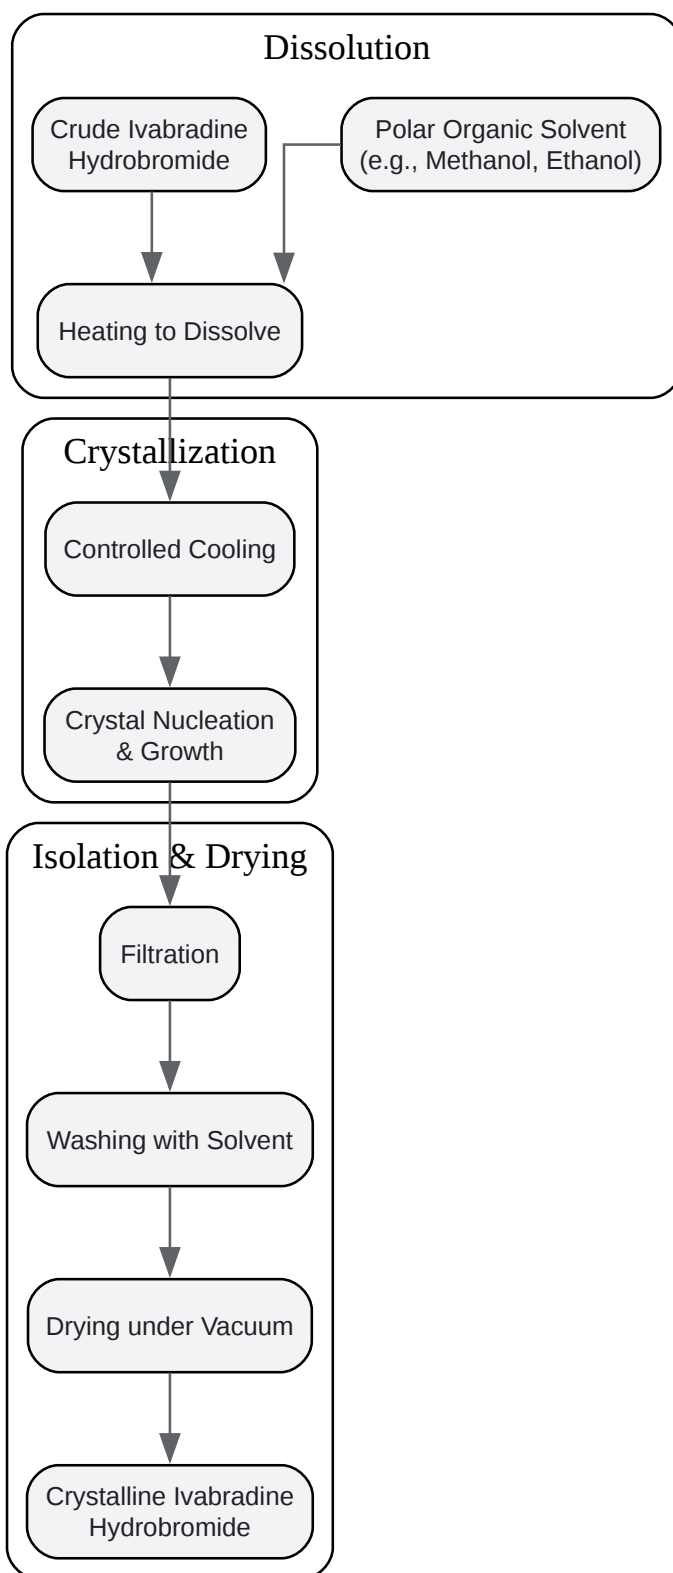 Dissolution
Crude Ivabradine
Hydrobromide
Polar Organic Solvent
(e.g., Methanol, Ethanol)
Heating to Dissolve
Crystallization
Controlled Cooling
Crystal Nucleation
& Growth
Isolation & Drying
Filtration
Washing with Solvent
Drying under Vacuum
Crystalline Ivabradine
Hydrobromide